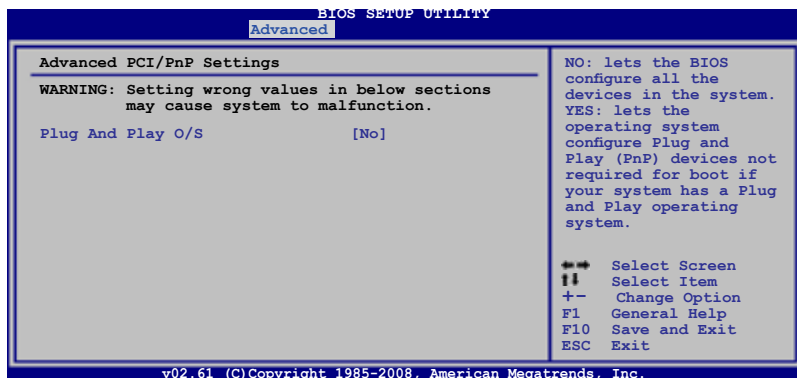 BIOS SETUP UTILITY
Advanced
Advanced PCI/PnP Settings
WARNING: Setting wrong values in below sections
may cause system to malfunction.
Plug And Play O/S [No]
NO: lets the BIOS
configure all the
devices in the system.
YES: lets the
operating system
configure Plug and
Play (PnP) devices not
required for boot if
your system has a Plug
and Play operating
system.
←→ Select Screen
↑↓ Select Item
+- Change Option
F1 General Help
F10 Save and Exit
ESC Exit
v02.61 (C)Copyright 1985-2008, American Megatrends, Inc.